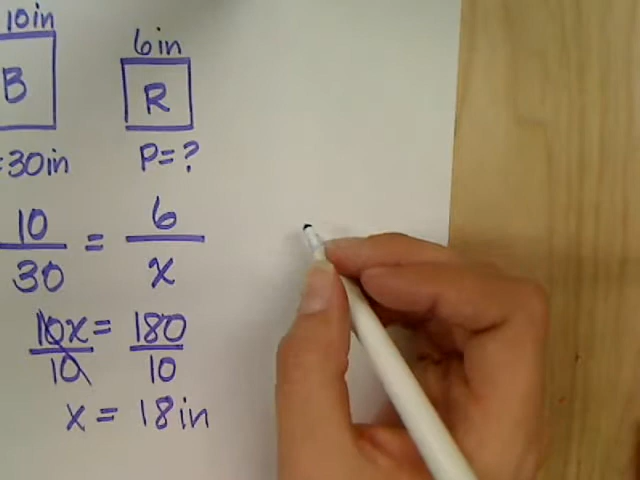 10in
6in
B
R
=30in
P=?
10/30 = 6/x
10x/10 = 180/10
x = 18in